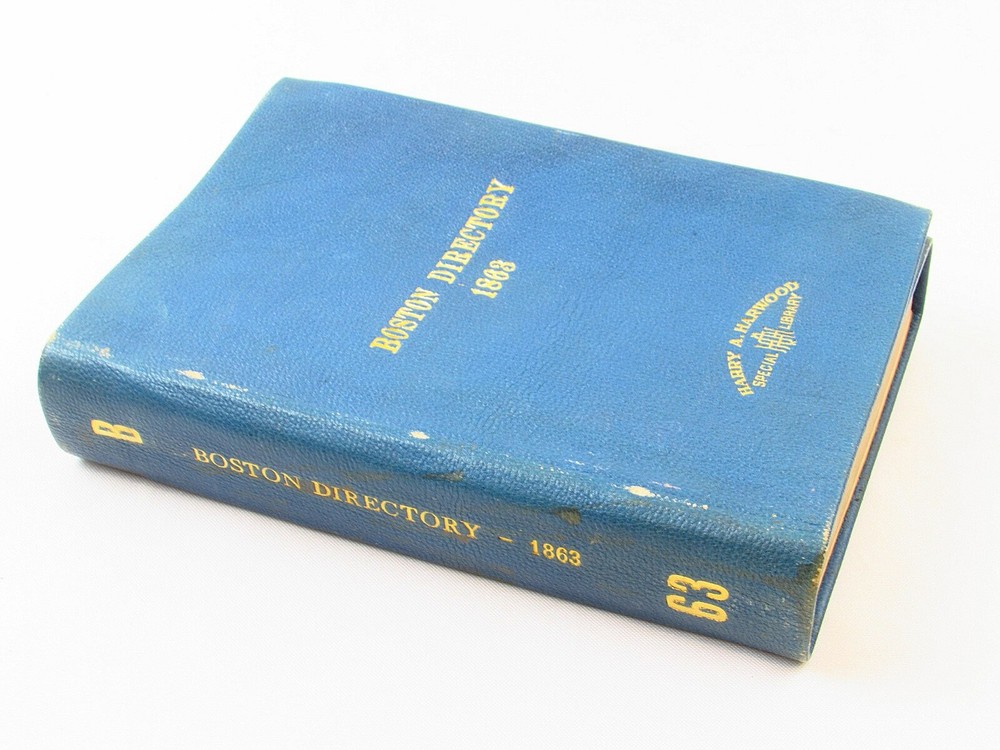 BOSTON DIRECTORY
1863
HARRY A. HARWOOD
SPECIAL LIBRARY
B
BOSTON DIRECTORY - 1863
63